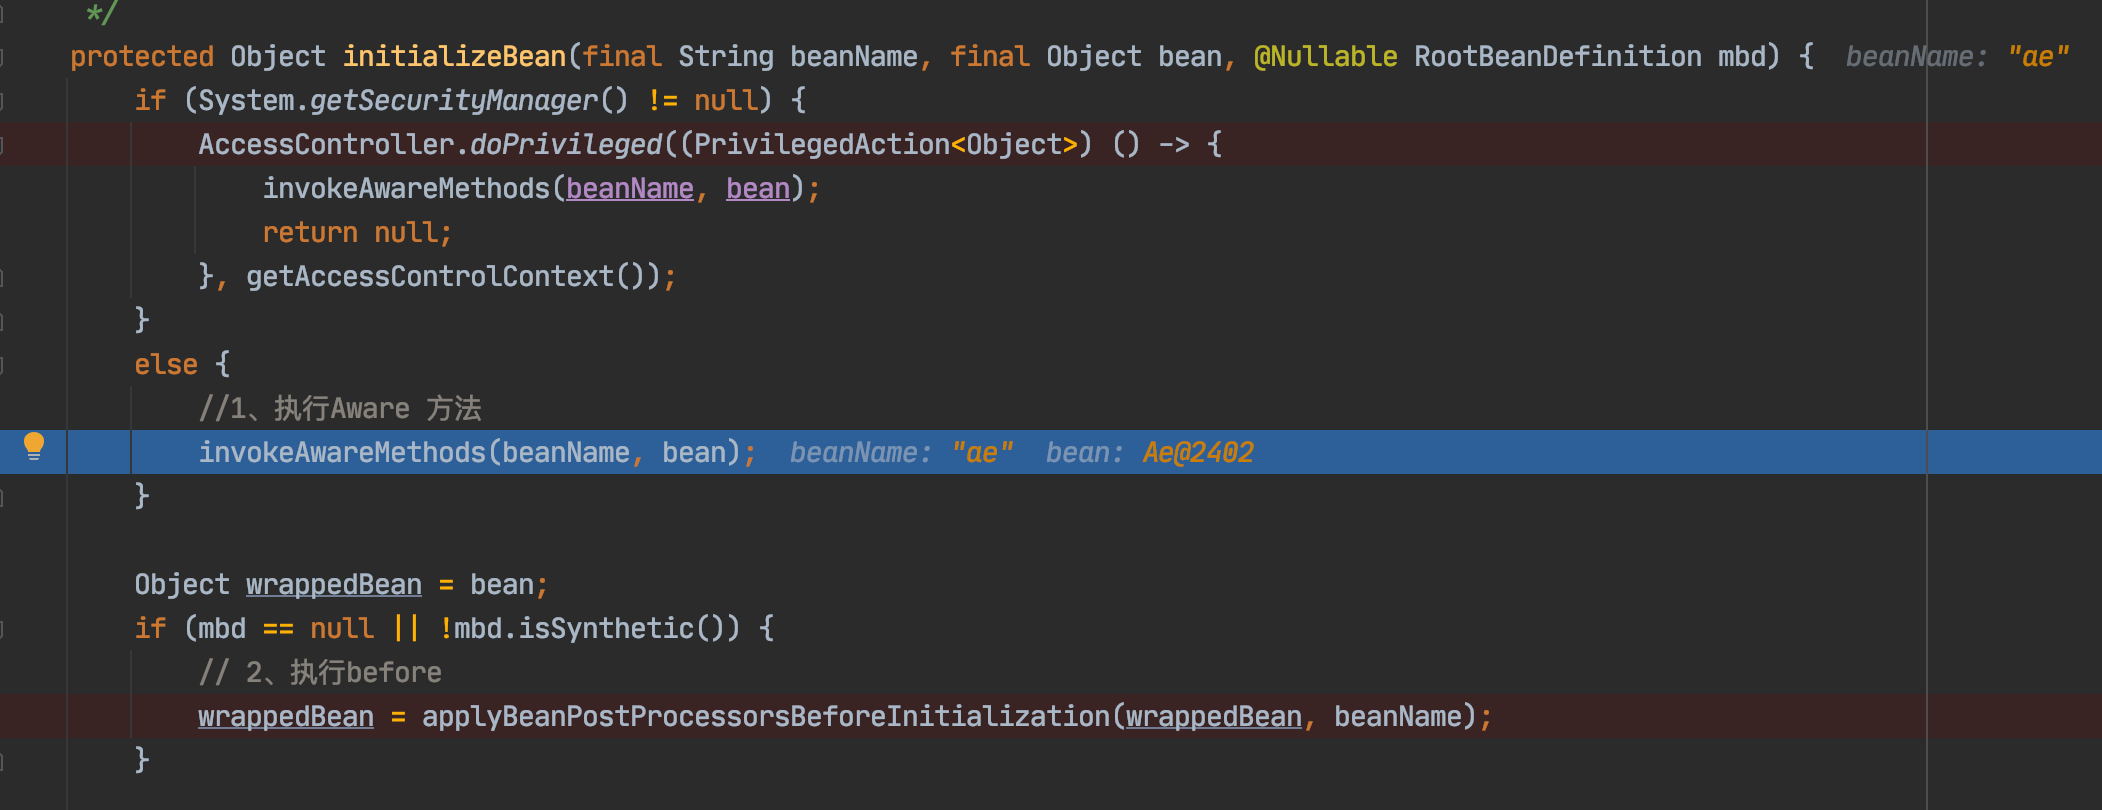 */
protected Object initializeBean(final String beanName, final Object bean, @Nullable RootBeanDefinition mbd) {  beanName: "ae"
if (System.getSecurityManager() != null) {
AccessController.doPrivileged((PrivilegedAction<Object>) () -> {
invokeAwareMethods(beanName, bean);
return null;
}, getAccessControlContext());
}
else {
//1、执行Aware 方法
invokeAwareMethods(beanName, bean);  beanName: "ae"  bean: Ae@2402
}
Object wrappedBean = bean;
if (mbd == null || !mbd.isSynthetic()) {
// 2、执行before
wrappedBean = applyBeanPostProcessorsBeforeInitialization(wrappedBean, beanName);
}